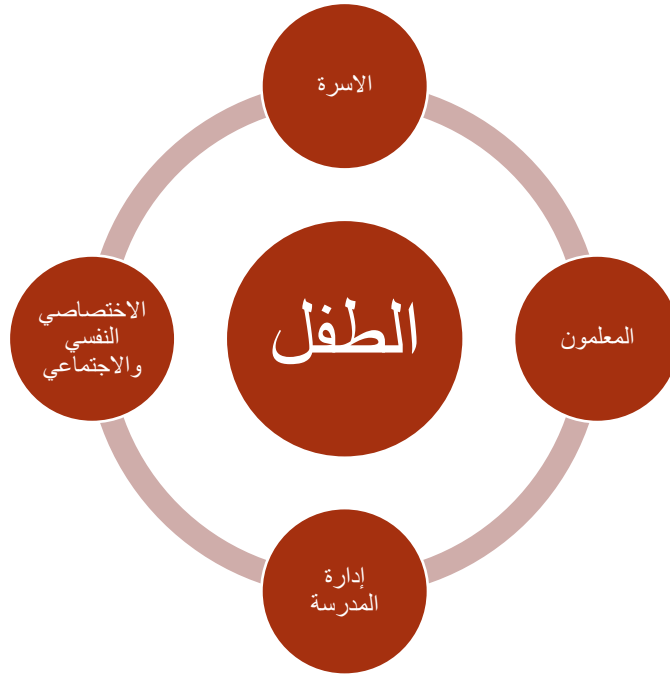 الاسرة
الاختصاصي
النفسي
والاجتماعي
الطفل
المعلمون
إدارة
المدرسة